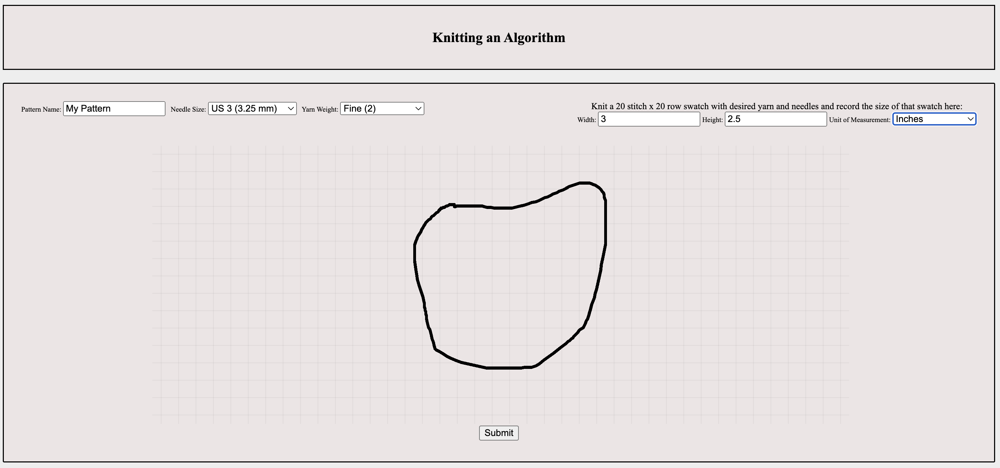 Knitting an Algorithm
Pattern Name: My Pattern Needle Size: US 3 (3.25 mm) Yarn Weight: Fine (2)
Knit a 20 stitch x 20 row swatch with desired yarn and needles and record the size of that swatch here:
Width: 3 Height: 2.5 Unit of Measurement: Inches
Submit